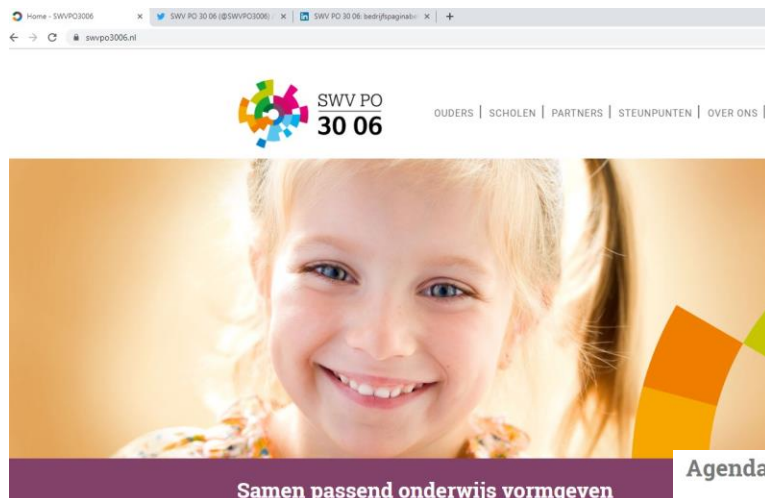 Home - SWVPO3006
SWV PO 30 06 (@SWVPO3006)
SWV PO 30 06: bedrijfspagina
swvpo3006.nl
SWV PO
30 06
OUDERS | SCHOLEN | PARTNERS | STEUNPUNTEN | OVER ONS |
Samen passend onderwijs vormgeven
Agenda